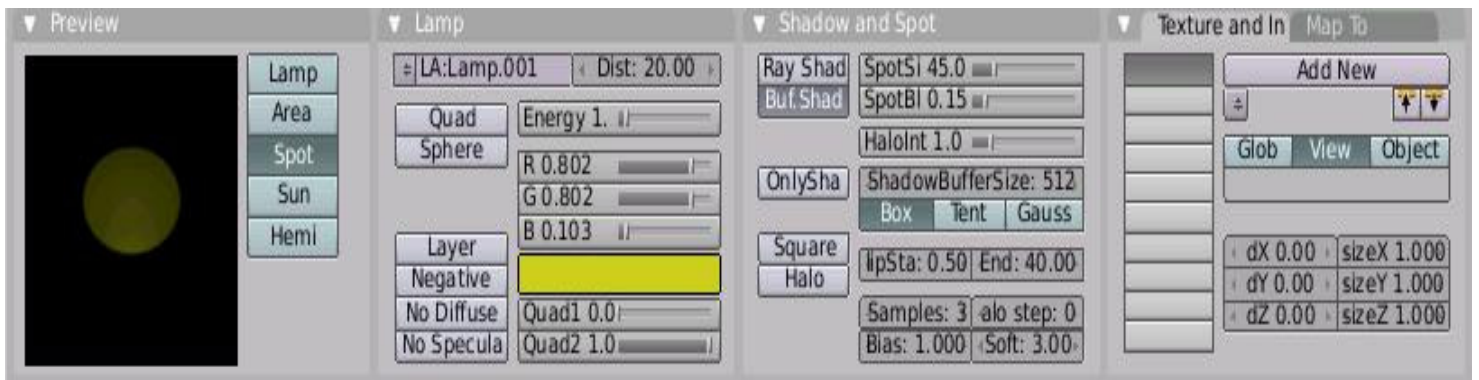 Preview
Lamp
Area
Spot
Sun
Hemi
Lamp
LA:Lamp.001 Dist: 20.00
Quad
Sphere
Energy 1.
R 0.802
G 0.802
B 0.103
Layer
Negative
No Diffuse
No Specula
Quad1 0.0
Quad2 1.0
Shadow and Spot
Ray Shad
Buf.Shad
SpotSi 45.0
SpotBl 0.15
HaloInt 1.0
OnlySha
ShadowBufferSize: 512
Box Tent Gauss
Square
Halo
lipSta: 0.50 End: 40.00
Samples: 3 alo step: 0
Bias: 1.000 Soft: 3.00
Texture and In Map To
Add New
Glob View Object
dX 0.00 sizeX 1.000
dY 0.00 sizeY 1.000
dZ 0.00 sizeZ 1.000